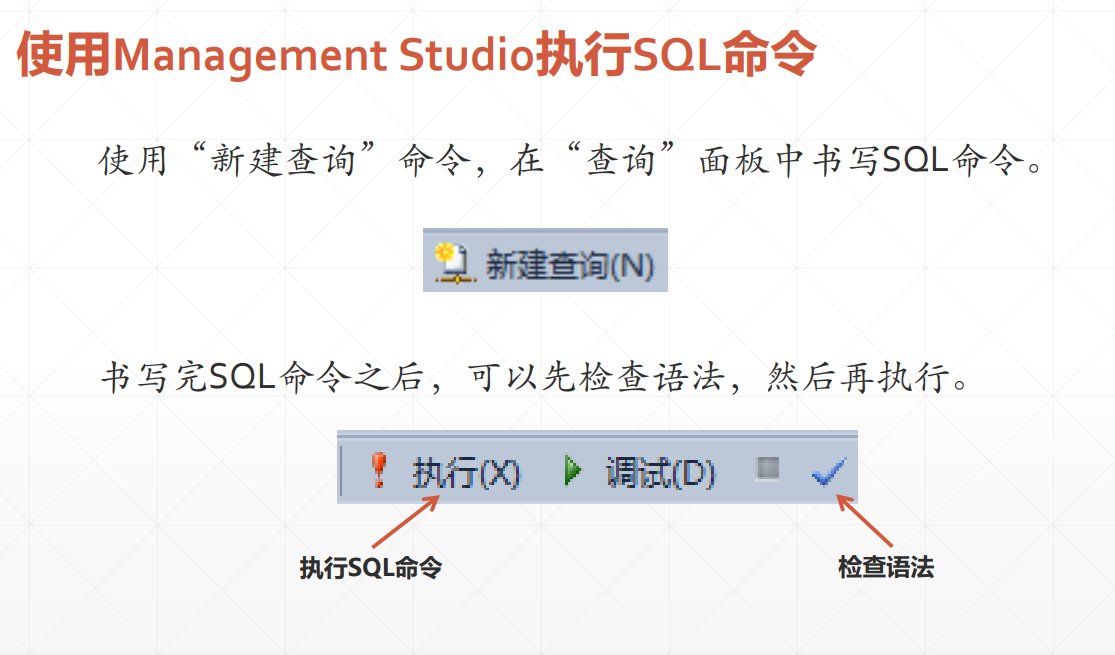 使用Management Studio执行SQL命令
使用“新建查询”命令，在“查询”面板中书写SQL命令。
新建查询(N)
书写完SQL命令之后，可以先检查语法，然后再执行。
执行(X) 调试(D)
执行SQL命令 检查语法